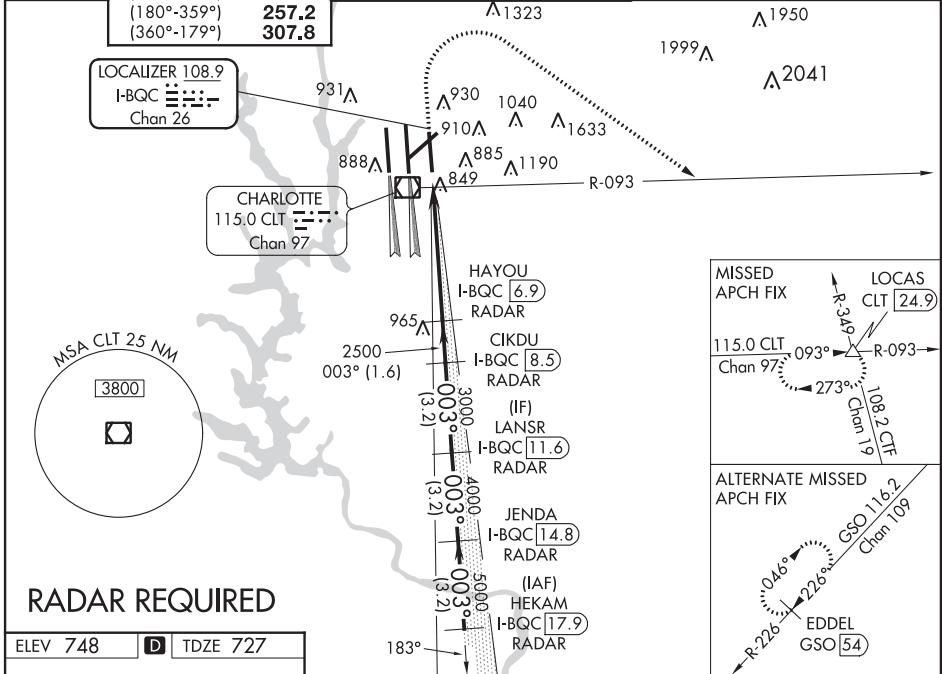 (180°-359°) 257.2
(360°-179°) 307.8
1323
1950
1999
2041
LOCALIZER 108.9
I-BQC
Chan 26
931
930
1040
910
1633
888
885
1190
849
R-093
CHARLOTTE
115.0 CLT
Chan 97
HAYOU
I-BQC 6.9
RADAR
965
2500
003° (1.6)
CIKDU
I-BQC 8.5
RADAR
3000
003°
(3.2)
(IF)
LANSR
I-BQC 11.6
RADAR
4000
003°
(3.2)
JENDA
I-BQC 14.8
RADAR
5000
003°
(3.2)
(IAF)
HEKAM
I-BQC 17.9
RADAR
183°
MSA CLT 25 NM
3800
MISSED
APCH FIX
LOCAS
CLT 24.9
R-349
115.0 CLT
Chan 97
093°
R-093
273°
108.2 CTF
Chan 19
ALTERNATE MISSED
APCH FIX
GSO 116.2
Chan 109
046°
226°
R-226
EDDEL
GSO 54
RADAR REQUIRED
ELEV 748 D TDZE 727